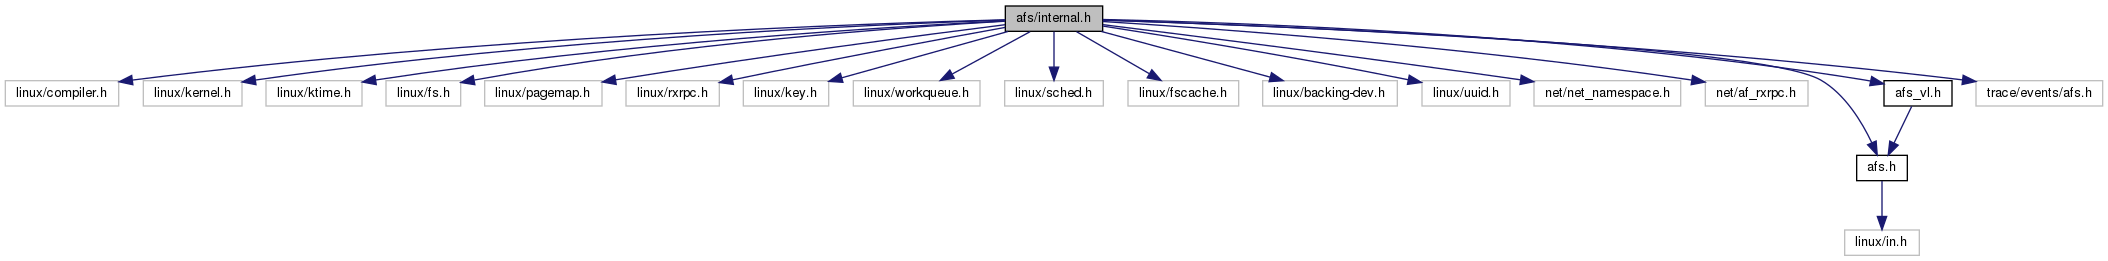 afs/internal.h
linux/compiler.h
linux/kernel.h
linux/ktime.h
linux/fs.h
linux/pagemap.h
linux/rxrpc.h
linux/key.h
linux/workqueue.h
linux/sched.h
linux/fscache.h
linux/backing-dev.h
linux/uuid.h
net/net_namespace.h
net/af_rxrpc.h
afs_vl.h
trace/events/afs.h
afs.h
linux/in.h